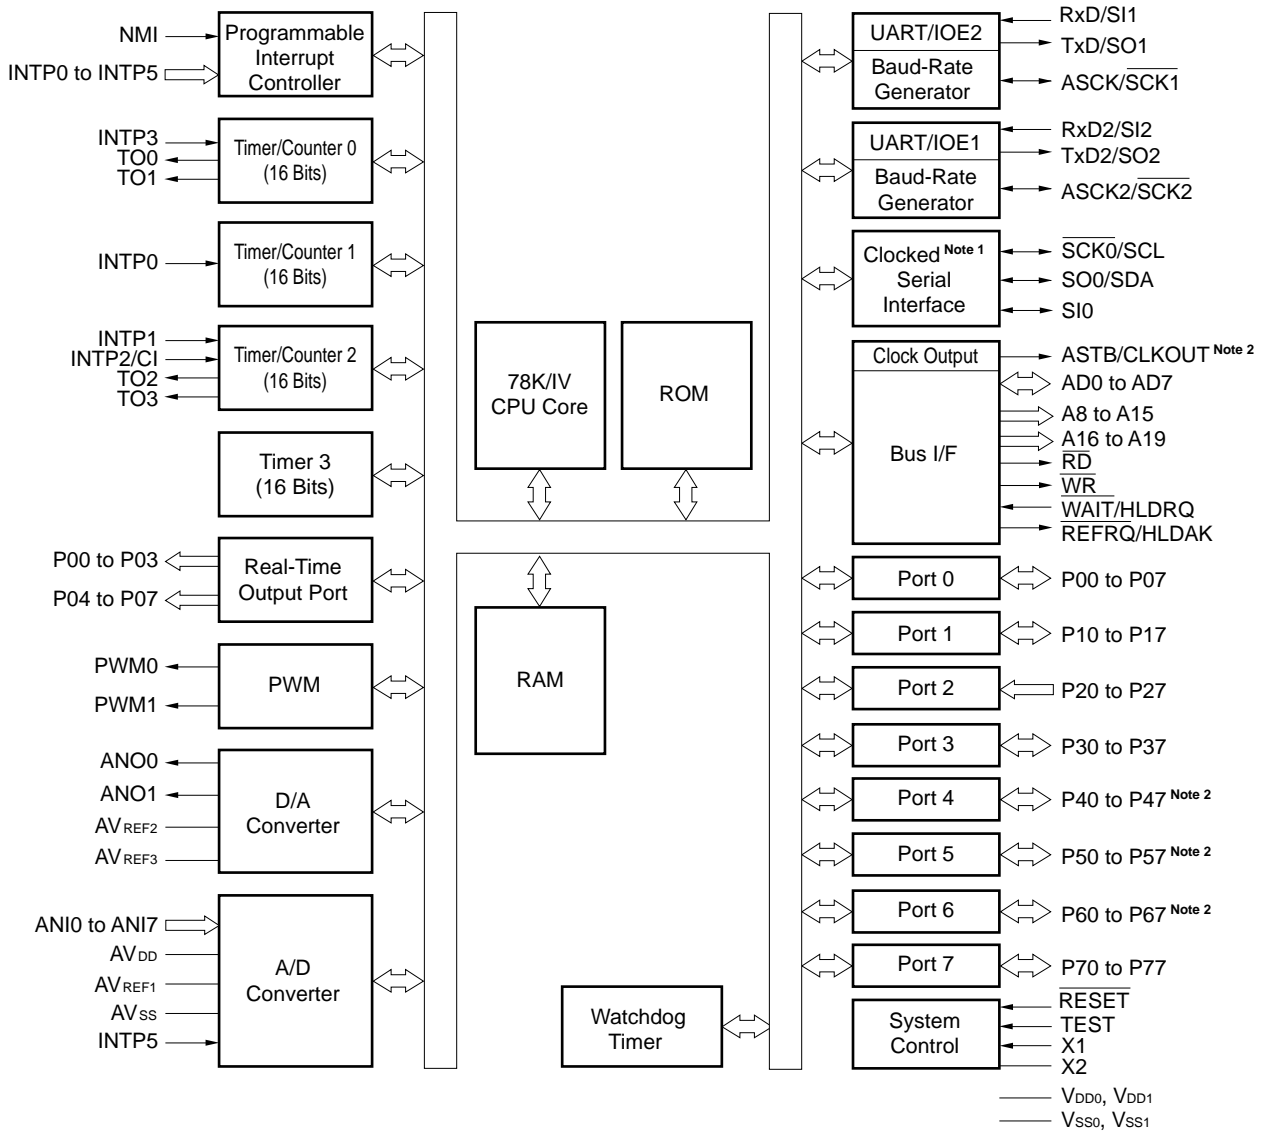 NMI
INTP0 to INTP5
Programmable
Interrupt
Controller
INTP3
TO0
TO1
Timer/Counter 0
(16 Bits)
INTP0
Timer/Counter 1
(16 Bits)
INTP1
INTP2/CI
TO2
TO3
Timer/Counter 2
(16 Bits)
Timer 3
(16 Bits)
P00 to P03
P04 to P07
Real-Time
Output Port
PWM0
PWM1
PWM
ANO0
ANO1
AVREF2
AVREF3
D/A
Converter
ANI0 to ANI7
AVDD
AVREF1
AVSS
INTP5
A/D
Converter
78K/IV
CPU Core
ROM
RAM
Watchdog
Timer
UART/IOE2
Baud-Rate
Generator
RxD/SI1
TxD/SO1
ASCK/SCK1
UART/IOE1
Baud-Rate
Generator
RxD2/SI2
TxD2/SO2
ASCK2/SCK2
Clocked Note 1
Serial
Interface
SCK0/SCL
SO0/SDA
SI0
Clock Output
Bus I/F
ASTB/CLKOUT Note 2
AD0 to AD7
A8 to A15
A16 to A19
RD
WR
WAIT/HLDRQ
REFRQ/HLDAK
Port 0
P00 to P07
Port 1
P10 to P17
Port 2
P20 to P27
Port 3
P30 to P37
Port 4
P40 to P47 Note 2
Port 5
P50 to P57 Note 2
Port 6
P60 to P67 Note 2
Port 7
P70 to P77
System
Control
RESET
TEST
X1
X2
VDD0, VDD1
VSS0, VSS1